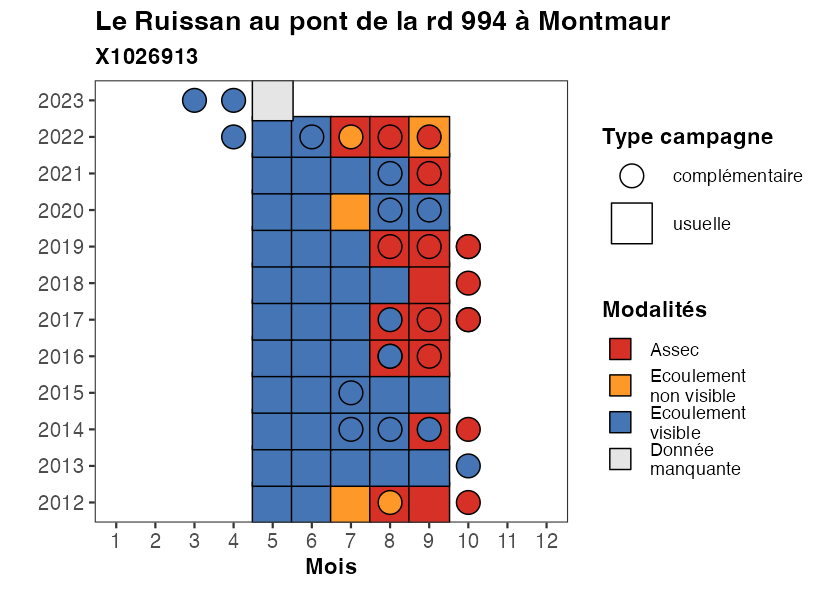 Le Ruissan au pont de la rd 994 à Montmaur
X1026913
2023
2022
2021
2020
2019
2018
2017
2016
2015
2014
2013
2012
1 2 3 4 5 6 7 8 9 10 11 12
Mois
Type campagne
complémentaire
usuelle
Modalités
Assec
Ecoulement
non visible
Ecoulement
visible
Donnée
manquante